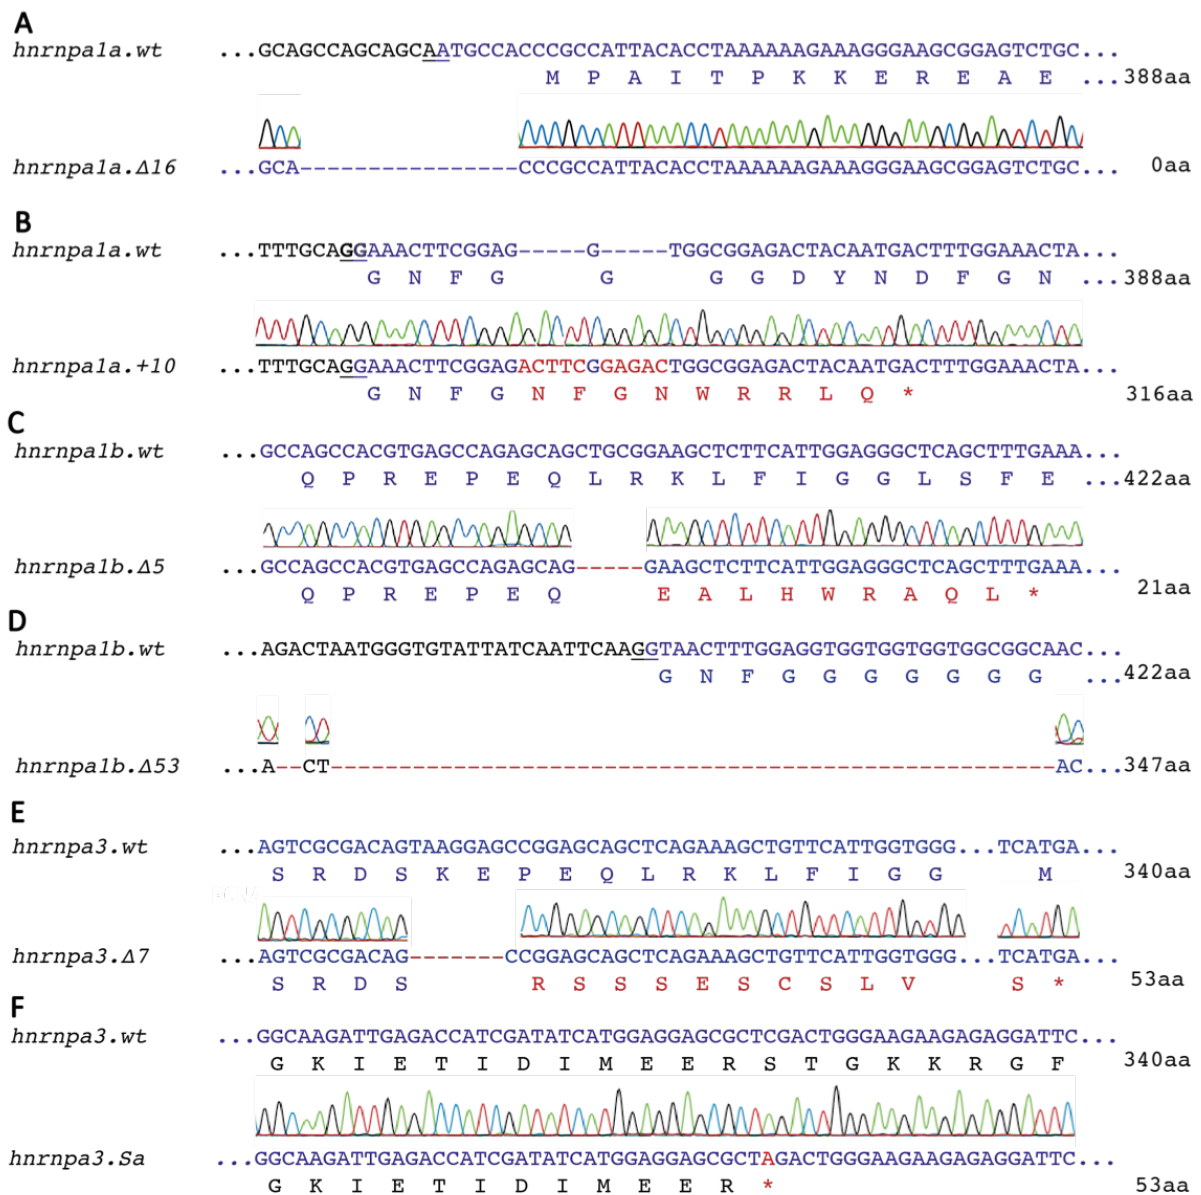 A
hnrnpa1a.wt ...GCAGCCAGCAGCAATGCCACCCGCCATTACACCTAAAAAAGAAAGGGAAGCGGAGTCTGC...
M P A I T P K K E R E A E ...388aa
hnrnpa1a.Δ16 ...GCA----------------CCCGCCATTACACCTAAAAAAGAAAGGGAAGCGGAGTCTGC... 0aa
B
hnrnpa1a.wt ...TTTGCAGGGAAACTTCGGAG-----G-----TGGCGGAGACTACAATGACTTTGGAAACTA...
G N F G G G G D Y N D F G N ...388aa
hnrnpa1a.+10 ...TTTGCAGGAAACTTCGGAGACTTCGGAGACTGGCGGAGACTACAATGACTTTGGAAACTA...
G N F G N F G N W R R L Q * 316aa
C
hnrnpa1b.wt ...GCCAGCCACGTGAGCCAGAGCAGCTGCGGAAGCTCTTCATTGGAGGGCTCAGCTTTGAAA...
Q P R E P E Q L R K L F I G G L S F E ...422aa
hnrnpa1b.Δ5 ...GCCAGCCACGTGAGCCAGAGCAG-----GAAGCTCTTCATTGGAGGGCTCAGCTTTGAAA...
Q P R E P E Q E A L H W R A Q L * 21aa
D
hnrnpa1b.wt ...AGACTAATGGGTGTATTATCAATTCAAGGTAACTTTGGAGGTGGTGGTGGTGGCGGCAAC...
G N F G G G G G G G ...422aa
hnrnpa1b.Δ53 ...A--CT-----------------------------------------------------AC...347aa
E
hnrnpa3.wt ...AGTCGCGACAGTAAGGAGCCGGAGCAGCTCAGAAAGCTGTTCATTGGTGGG...TCATGA...
S R D S K E P E Q L R K L F I G G M 340aa
hnrnpa3.Δ7 ...AGTCGCGACAG-------CCGGAGCAGCTCAGAAAGCTGTTCATTGGTGGG...TCATGA...
S R D S R S S S E S C S L V S * 53aa
F
hnrnpa3.wt ...GGCAAGATTGAGACCATCGATATCATGGAGGAGCGCTCGACTGGGAAGAAGAGAGGATTC...
G K I E T I D I M E E R S T G K K R G F 340aa
hnrnpa3.Sa ...GGCAAGATTGAGACCATCGATATCATGGAGGAGCGCTAGACTGGGAAGAAGAGAGGATTC...
G K I E T I D I M E E R * 53aa